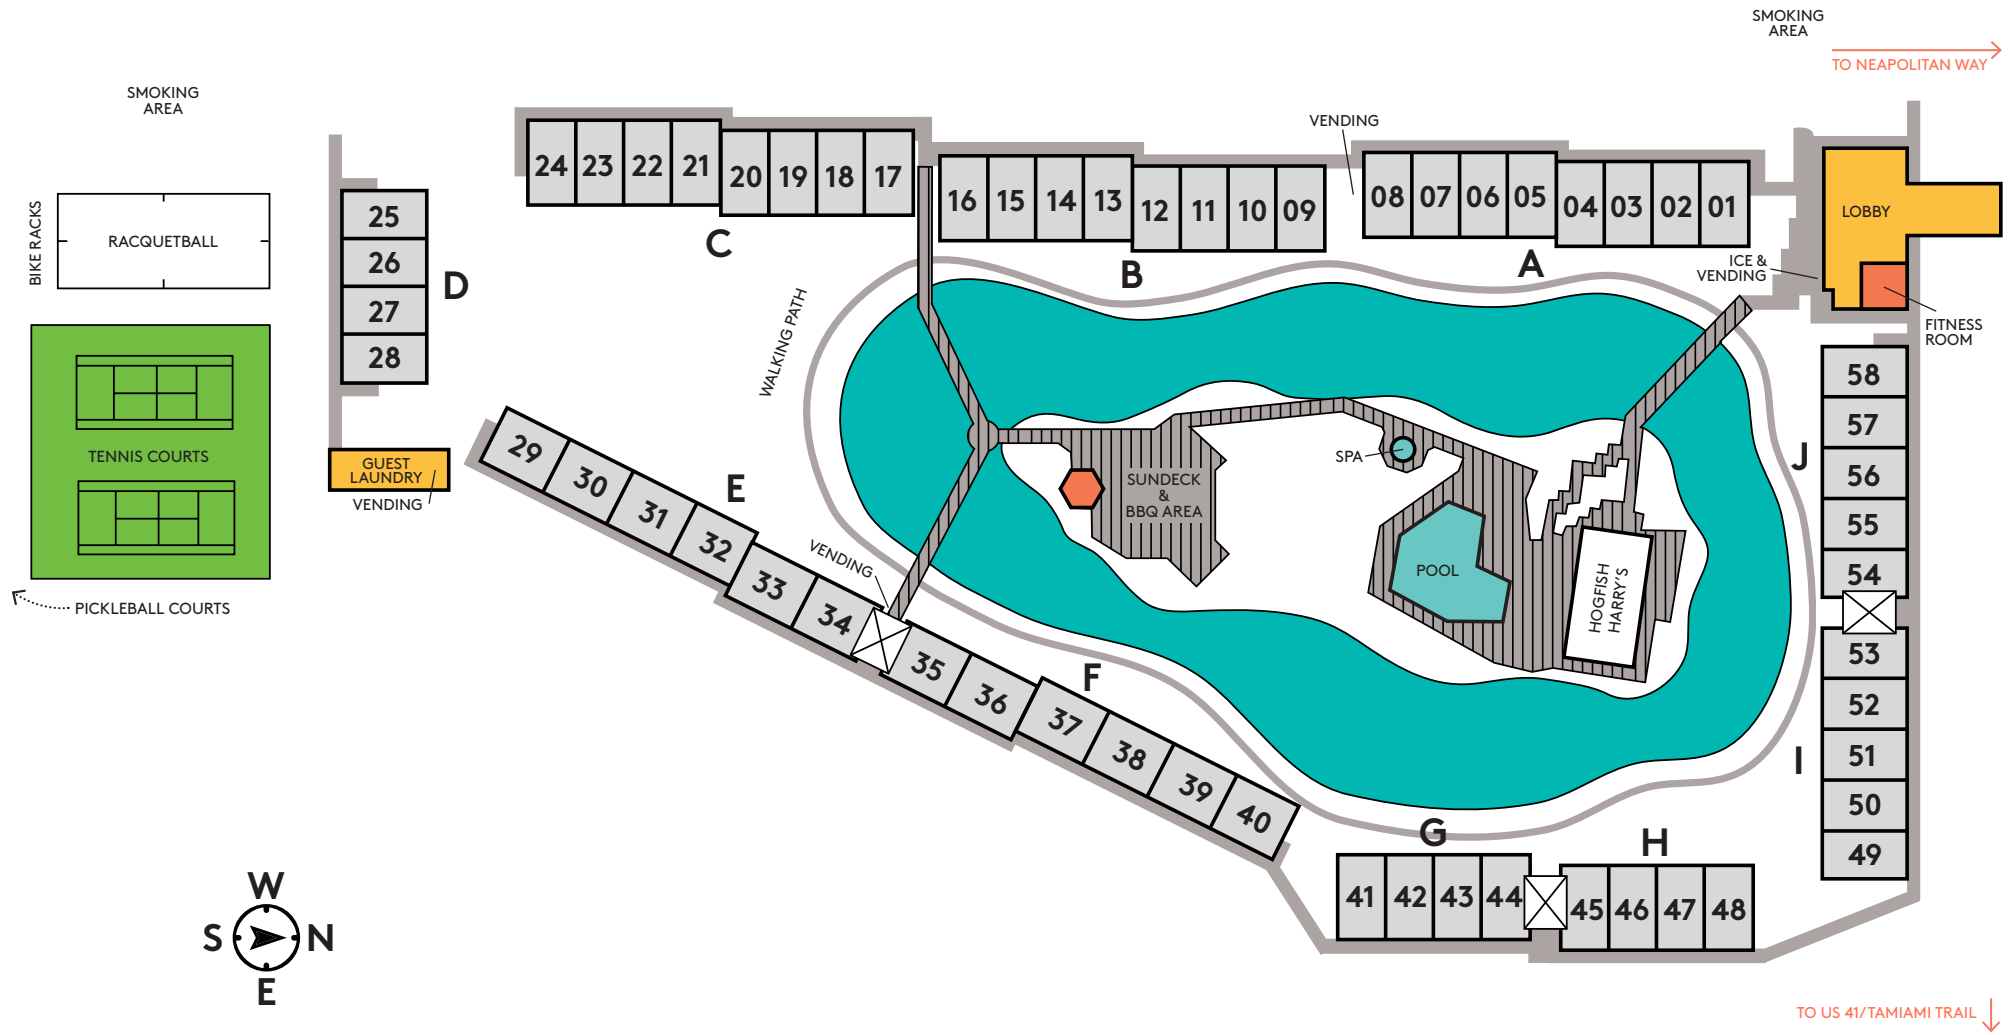 SMOKING
AREA
TO NEAPOLITAN WAY
SMOKING
AREA
VENDING
24 23 22 21 20 19 18 17
16 15 14 13 12 11 10 09
08 07 06 05 04 03 02 01
C
B
A
LOBBY
ICE &
VENDING
FITNESS
ROOM
BIKE RACKS
RACQUETBALL
25
26
27
28
D
WALKING PATH
TENNIS COURTS
GUEST
LAUNDRY
VENDING
PICKLEBALL COURTS
29
30
31
32
33
34
E
VENDING
35
36
37
38
39
40
F
SPA
SUNDECK
&
BBQ AREA
POOL
HOGFISH
HARRY'S
58
57
56
55
54
J
53
52
51
50
49
I
G
H
41 42 43 44
45 46 47 48
W
S N
E
TO US 41/TAMIAMI TRAIL